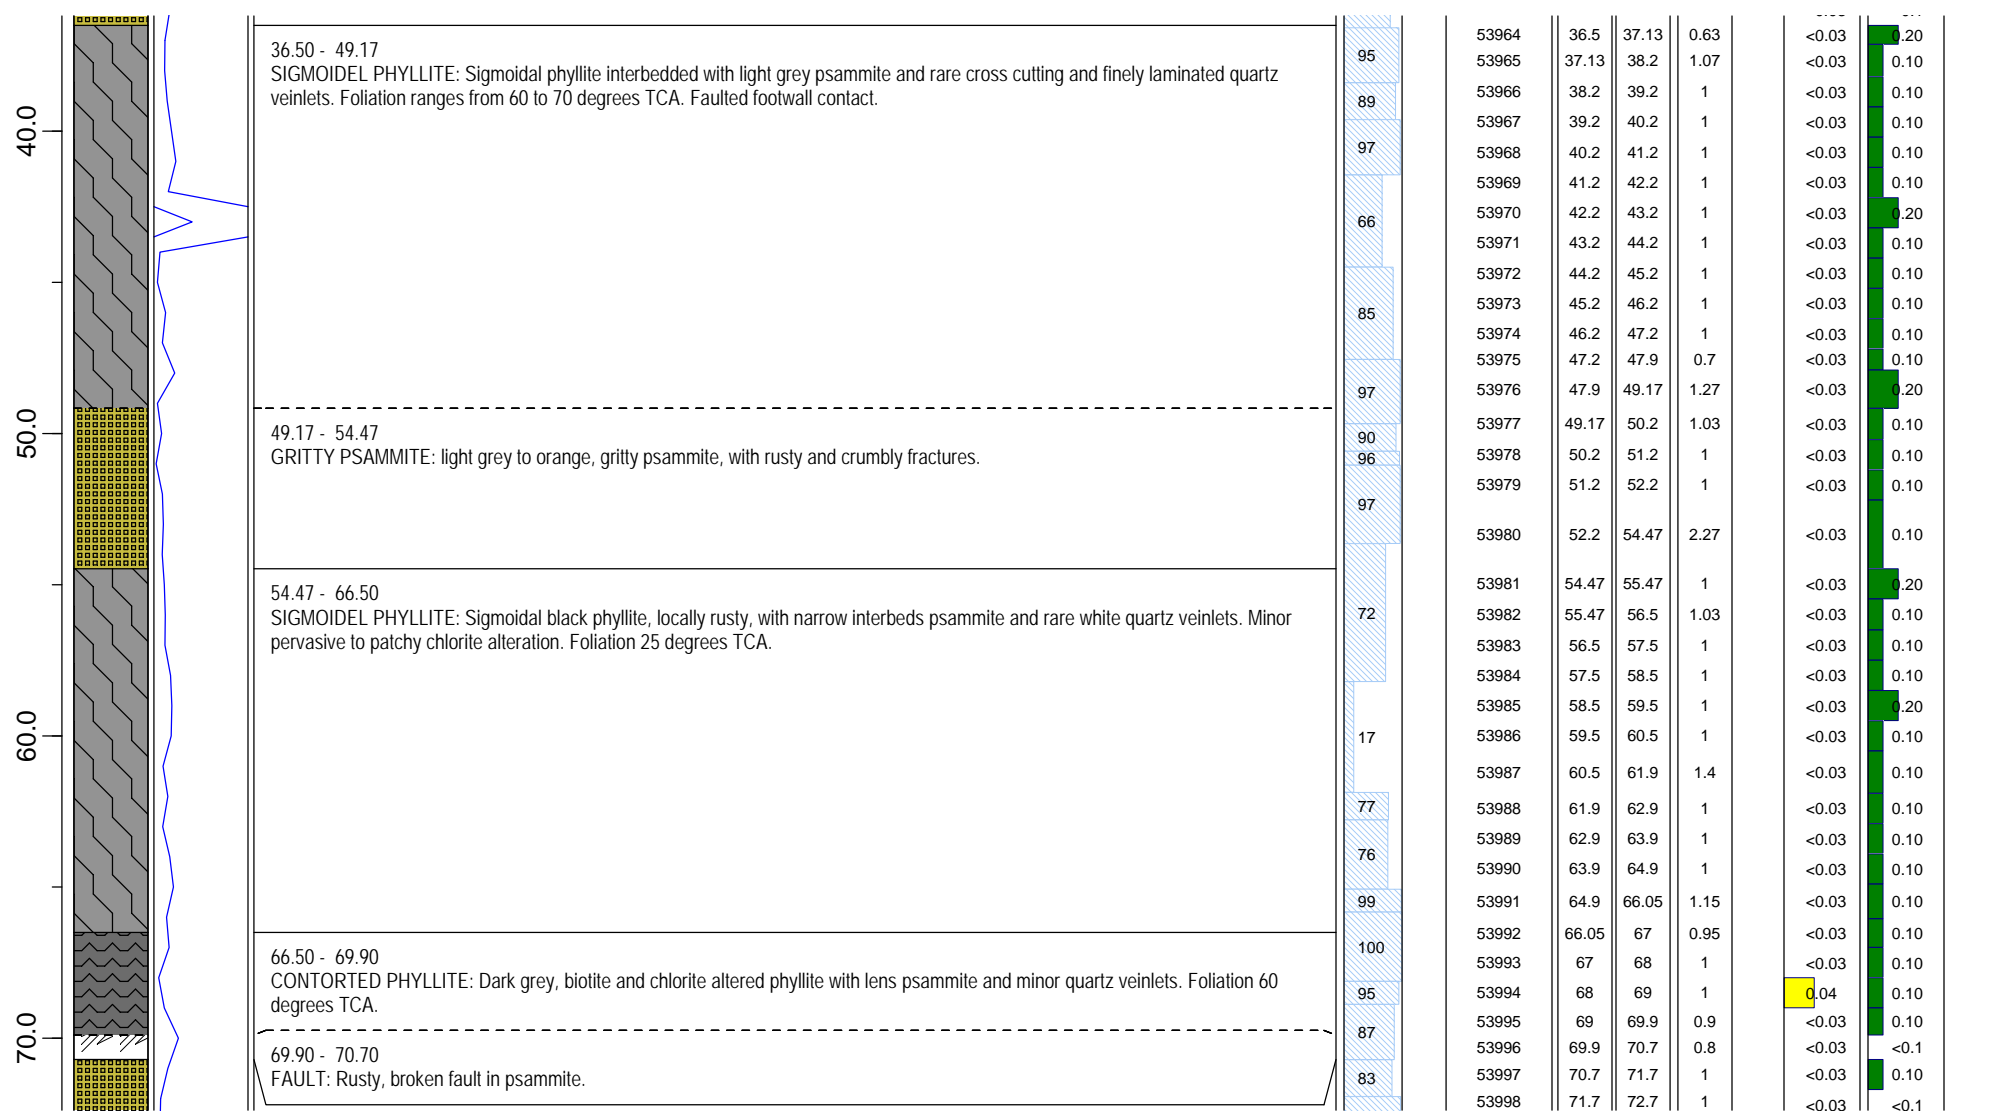 36.50 - 49.17
SIGMOIDEL PHYLLITE: Sigmoidal phyllite interbedded with light grey psammite and rare cross cutting and finely laminated quartz
veinlets. Foliation ranges from 60 to 70 degrees TCA. Faulted footwall contact.
49.17 - 54.47
GRITTY PSAMMITE: light grey to orange, gritty psammite, with rusty and crumbly fractures.
54.47 - 66.50
SIGMOIDEL PHYLLITE: Sigmoidal black phyllite, locally rusty, with narrow interbeds psammite and rare white quartz veinlets. Minor
pervasive to patchy chlorite alteration. Foliation 25 degrees TCA.
66.50 - 69.90
CONTORTED PHYLLITE: Dark grey, biotite and chlorite altered phyllite with lens psammite and minor quartz veinlets. Foliation 60
degrees TCA.
69.90 - 70.70
FAULT: Rusty, broken fault in psammite.
40.0
50.0
60.0
70.0
95
89
97
66
85
97
90
96
97
72
17
77
76
99
100
95
87
83
53964 36.5 37.13 0.63 <0.03 0.20
53965 37.13 38.2 1.07 <0.03 0.10
53966 38.2 39.2 1 <0.03 0.10
53967 39.2 40.2 1 <0.03 0.10
53968 40.2 41.2 1 <0.03 0.10
53969 41.2 42.2 1 <0.03 0.10
53970 42.2 43.2 1 <0.03 0.20
53971 43.2 44.2 1 <0.03 0.10
53972 44.2 45.2 1 <0.03 0.10
53973 45.2 46.2 1 <0.03 0.10
53974 46.2 47.2 1 <0.03 0.10
53975 47.2 47.9 0.7 <0.03 0.10
53976 47.9 49.17 1.27 <0.03 0.20
53977 49.17 50.2 1.03 <0.03 0.10
53978 50.2 51.2 1 <0.03 0.10
53979 51.2 52.2 1 <0.03 0.10
53980 52.2 54.47 2.27 <0.03 0.10
53981 54.47 55.47 1 <0.03 0.20
53982 55.47 56.5 1.03 <0.03 0.10
53983 56.5 57.5 1 <0.03 0.10
53984 57.5 58.5 1 <0.03 0.10
53985 58.5 59.5 1 <0.03 0.20
53986 59.5 60.5 1 <0.03 0.10
53987 60.5 61.9 1.4 <0.03 0.10
53988 61.9 62.9 1 <0.03 0.10
53989 62.9 63.9 1 <0.03 0.10
53990 63.9 64.9 1 <0.03 0.10
53991 64.9 66.05 1.15 <0.03 0.10
53992 66.05 67 0.95 <0.03 0.10
53993 67 68 1 <0.03 0.10
53994 68 69 1 0.04 0.10
53995 69 69.9 0.9 <0.03 0.10
53996 69.9 70.7 0.8 <0.03 <0.1
53997 70.7 71.7 1 <0.03 0.10
53998 71.7 72.7 1 <0.03 <0.1